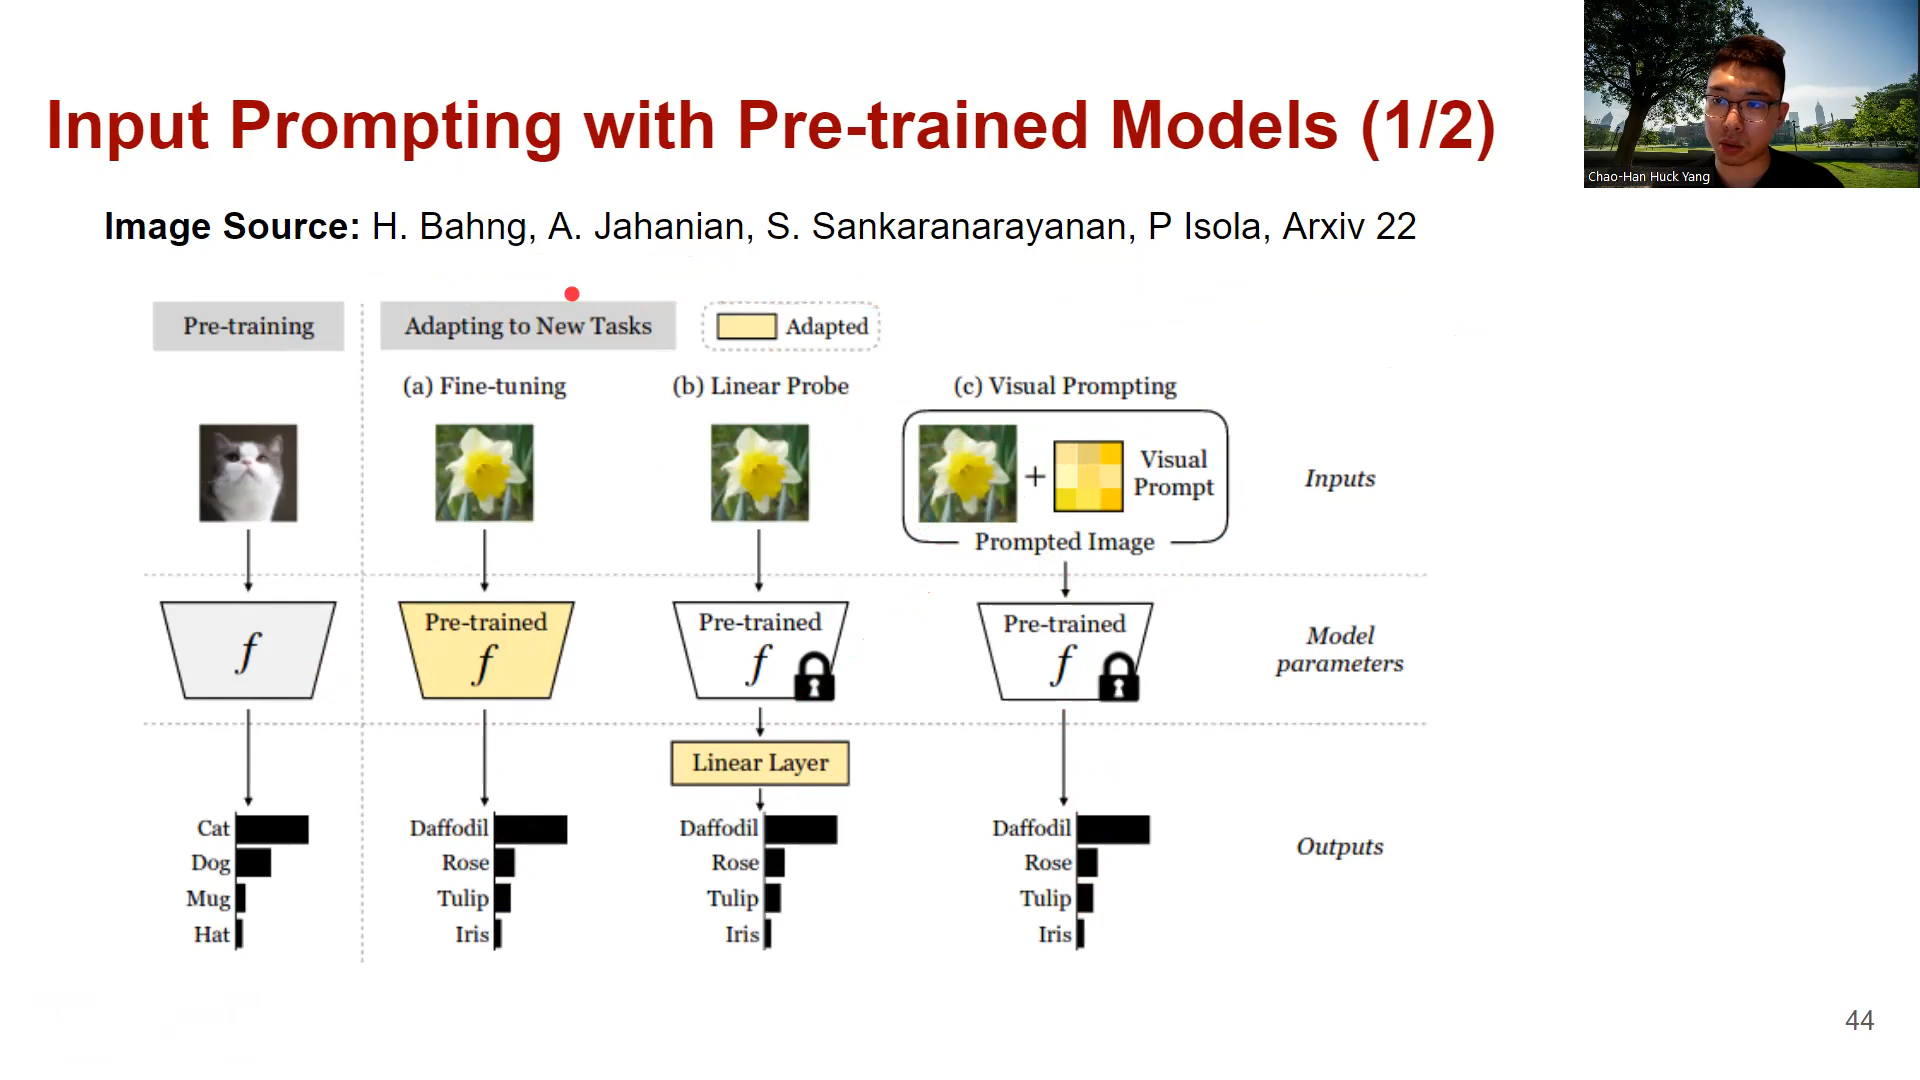 Input Prompting with Pre-trained Models (1/2)
Chao-Han Huck Yang
Image Source: H. Bahng, A. Jahanian, S. Sankaranarayanan, P Isola, Arxiv 22
Pre-training
Adapting to New Tasks
Adapted
(a) Fine-tuning
(b) Linear Probe
(c) Visual Prompting
+
Visual
Prompt
Prompted Image
Inputs
f
Pre-trained
f
Pre-trained
f
Pre-trained
f
Model
parameters
Linear Layer
Cat
Dog
Mug
Hat
Daffodil
Rose
Tulip
Iris
Daffodil
Rose
Tulip
Iris
Daffodil
Rose
Tulip
Iris
Outputs
44